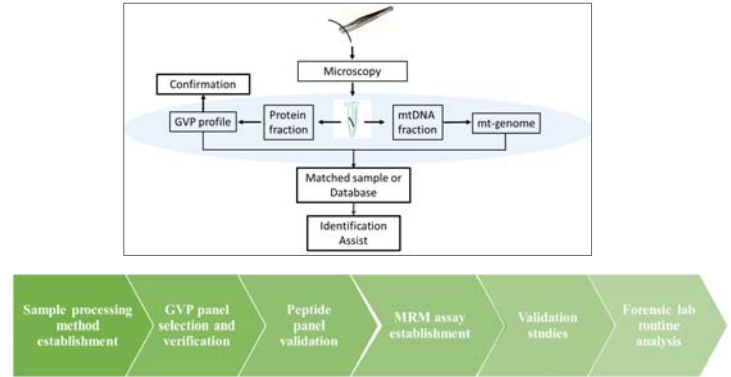 Microscopy
Confirmation
GVP profile
Protein
fraction
mtDNA
fraction
mt-genome
Matched sample or
Database
Identification
Assist
Sample processing
method
establishment
GVP panel
selection and
verification
Peptide
panel
validation
MRM assay
establishment
Validation
studies
Forensic lab
routine
analysis